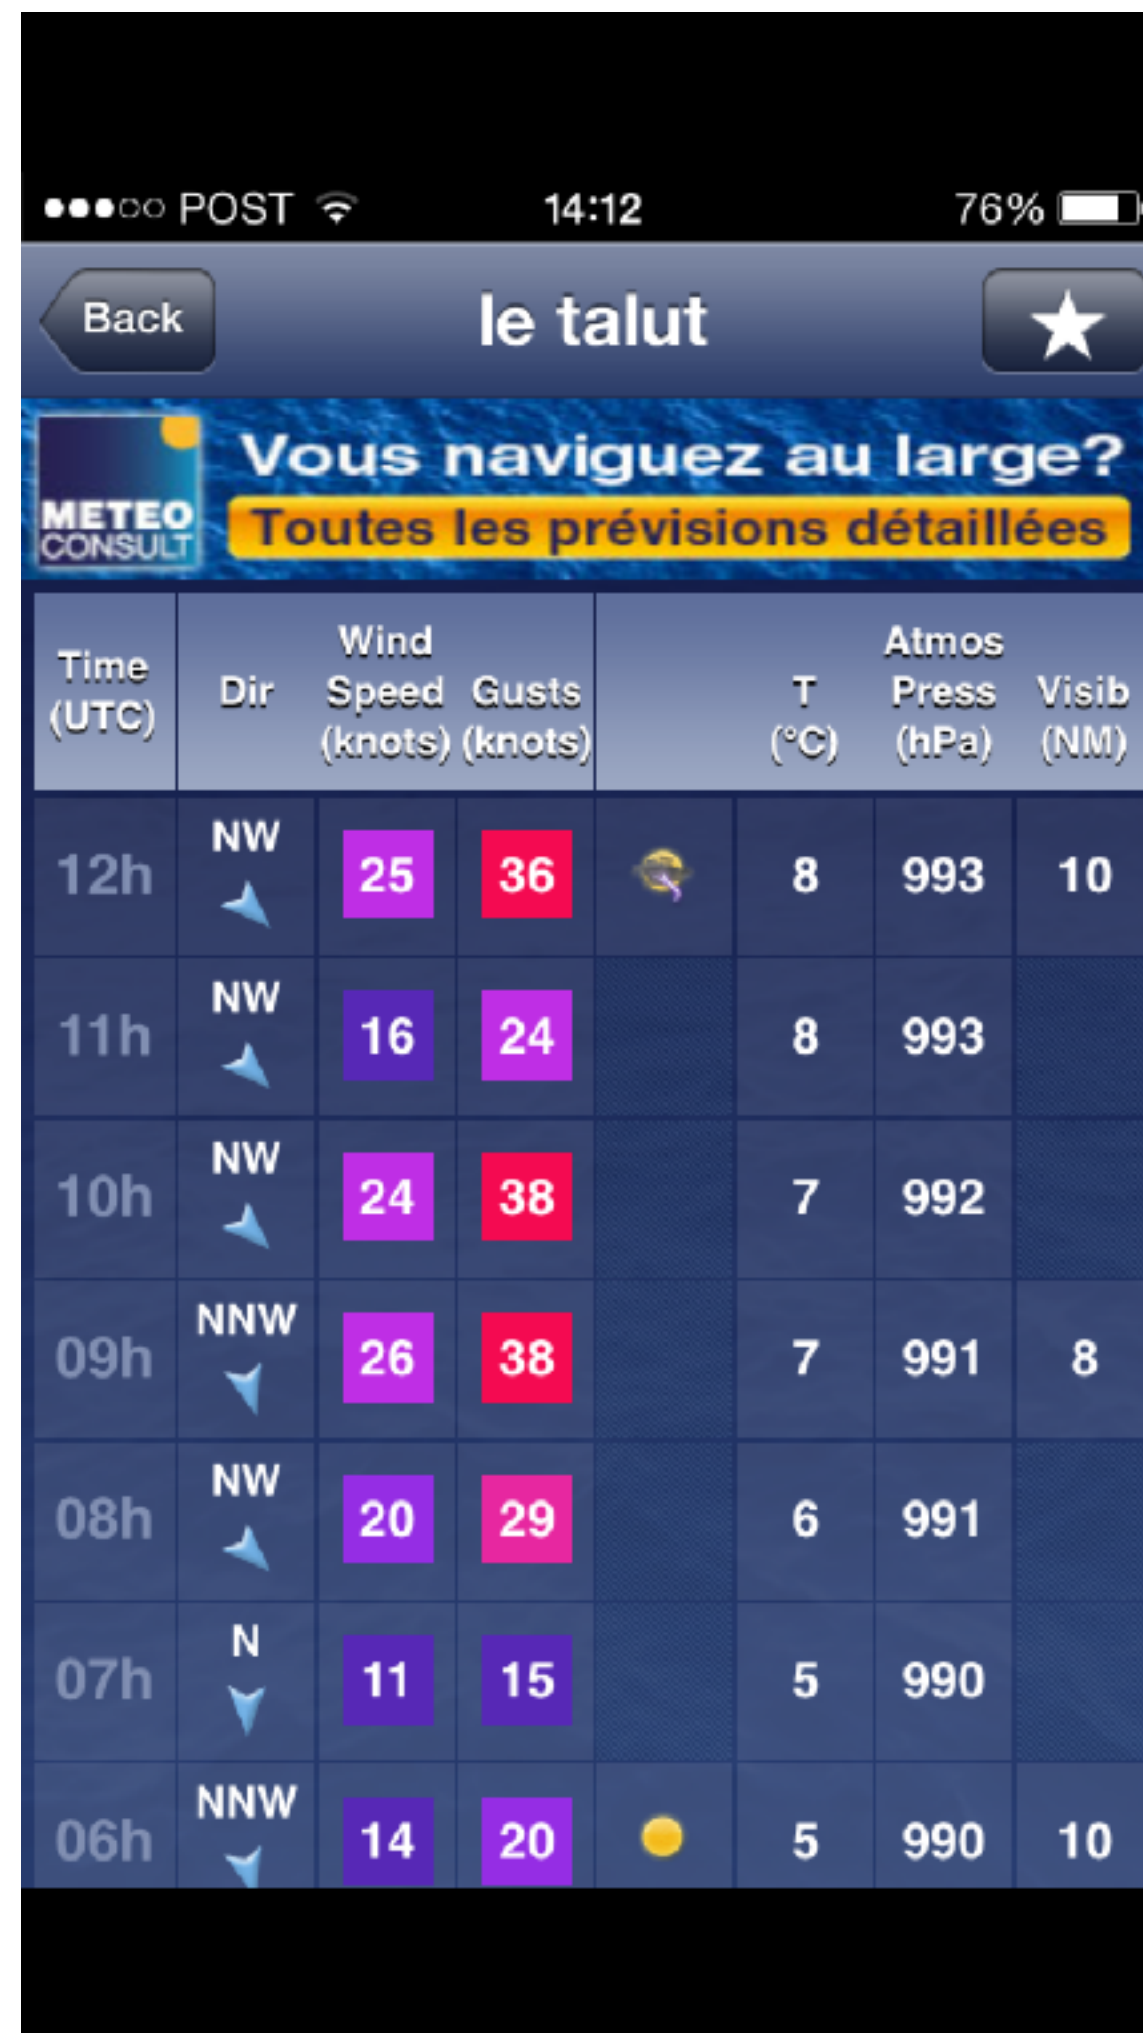 POST 14:12 76%
Back le talut
METEO
CONSULT
Vous naviguez au large?
Toutes les prévisions détaillées
Time
(UTC)
Dir
Wind
Speed
(knots)
Gusts
(knots)
T
(°C)
Atmos
Press
(hPa)
Visib
(NM)
12h NW 25 36 8 993 10
11h NW 16 24 8 993
10h NW 24 38 7 992
09h NNW 26 38 7 991 8
08h NW 20 29 6 991
07h N 11 15 5 990
06h NNW 14 20 5 990 10